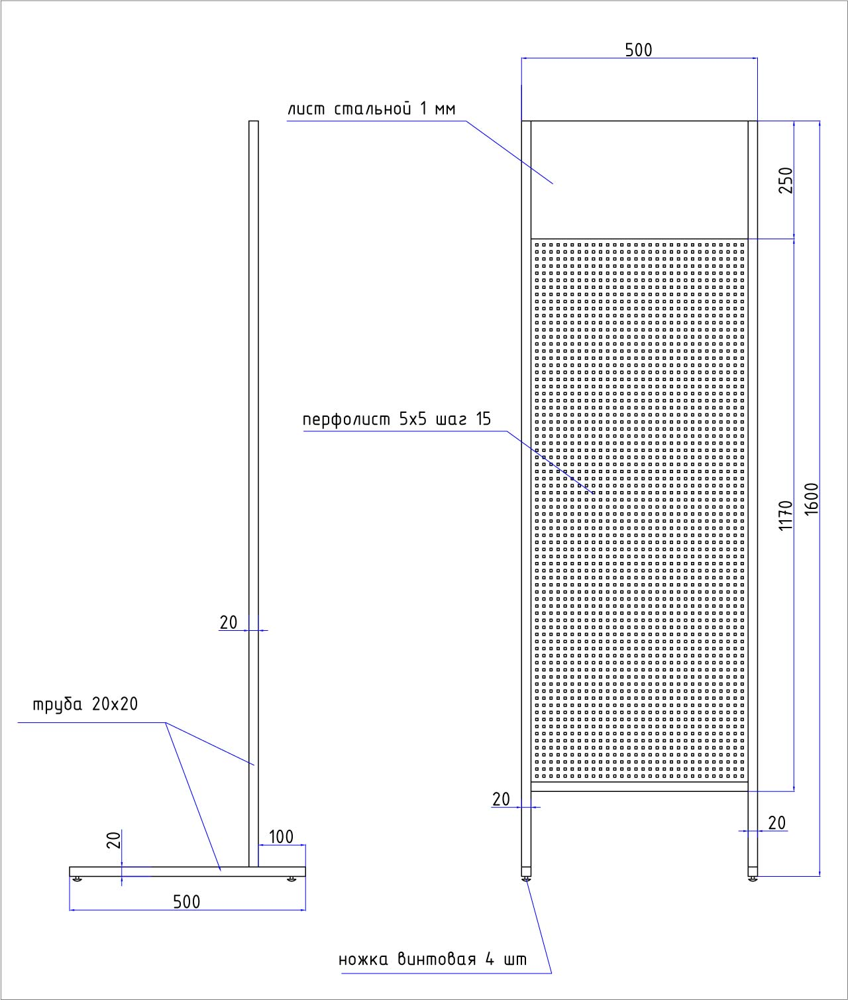 500
лист стальной 1 мм
250
перфолист 5х5 шаг 15
1600
1170
20
труба 20х20
20
20
20
100
500
ножка винтовая 4 шт